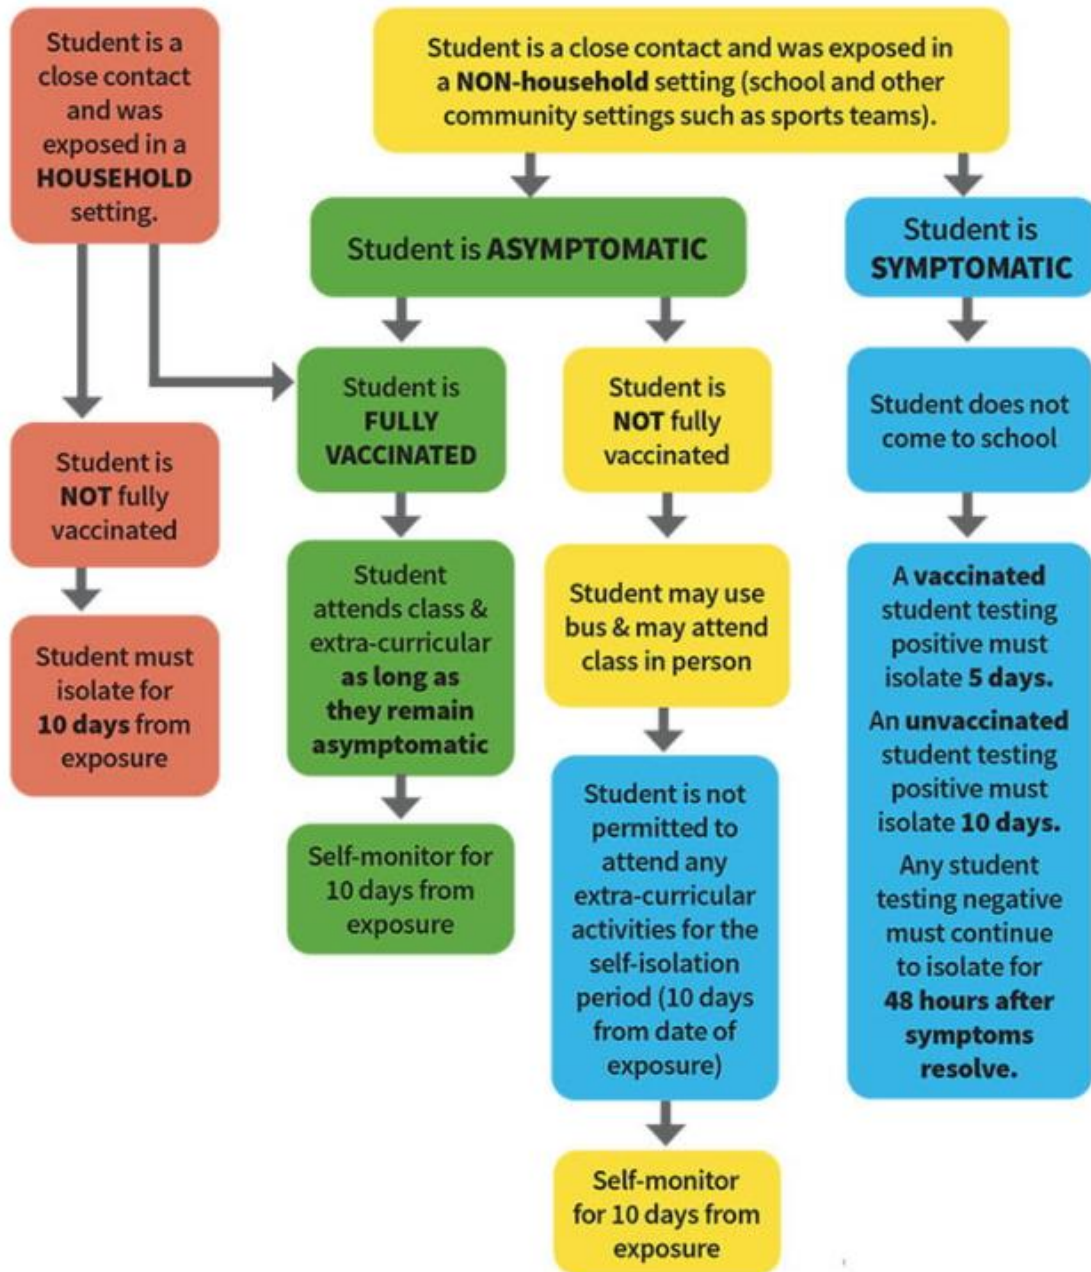 Student is a
close contact
and was
exposed in a
HOUSEHOLD
setting.
Student is
NOT fully
vaccinated
Student must
isolate for
10 days from
exposure
Student is a close contact and was exposed in
a NON-household setting (school and other
community settings such as sports teams).
Student is ASYMPTOMATIC
Student is
FULLY
VACCINATED
Student
attends class &
extra-curricular
as long as
they remain
asymptomatic
Self-monitor for
10 days from
exposure
Student is
NOT fully
vaccinated
Student may use
bus & may attend
class in person
Student is not
permitted to
attend any
extra-curricular
activities for the
self-isolation
period (10 days
from date of
exposure)
Self-monitor
for 10 days from
exposure
Student is
SYMPTOMATIC
Student does not
come to school
A vaccinated
student testing
positive must
isolate 5 days.
An unvaccinated
student testing
positive must
isolate 10 days.
Any student
testing negative
must continue
to isolate for
48 hours after
symptoms
resolve.